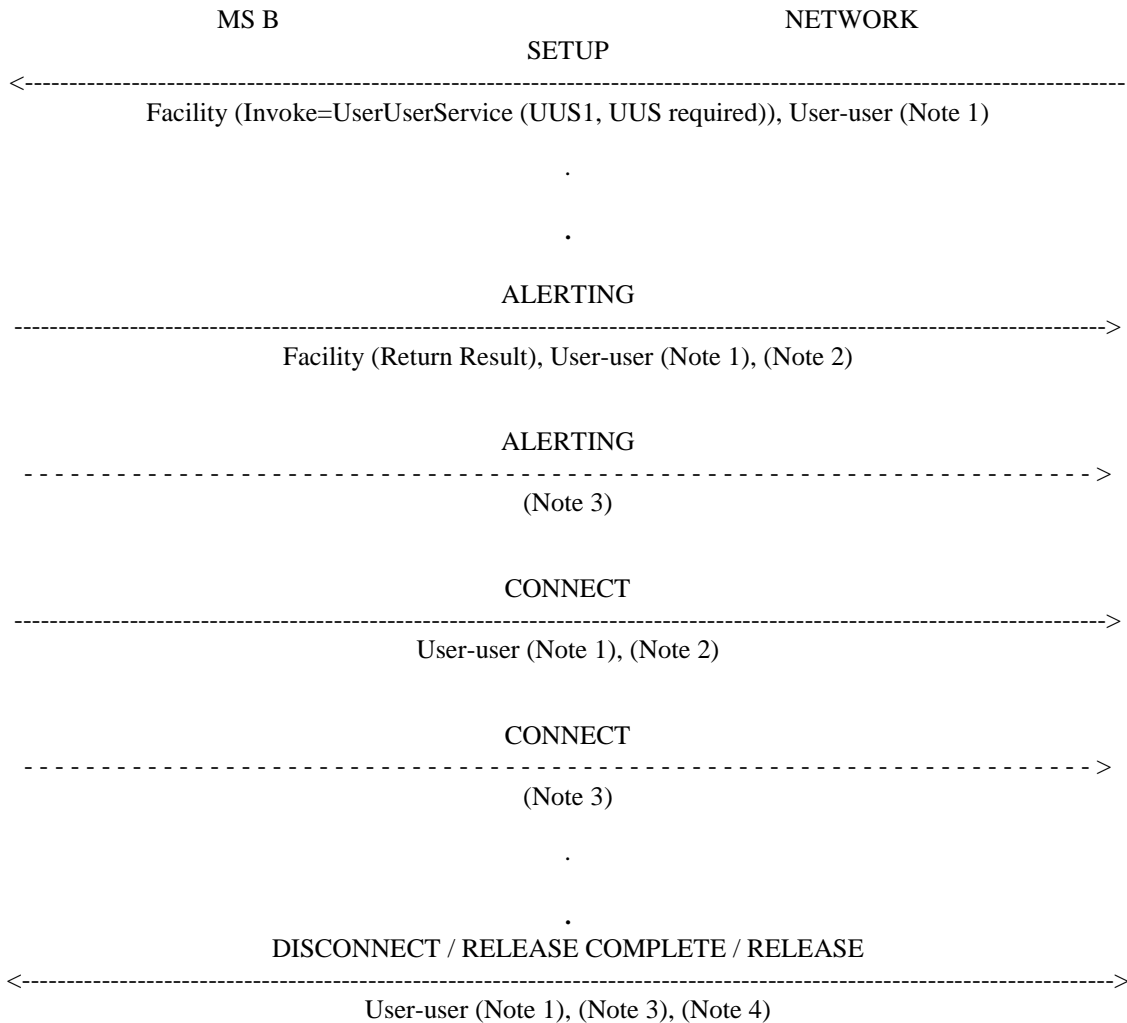 MS B NETWORK
SETUP
<-----------------------------------------------------------------------------------------------------------------------------
Facility (Invoke=UserUserService (UUS1, UUS required)), User-user (Note 1)
.
.
ALERTING
---------------------------------------------------------------------------------------------------------------------------->
Facility (Return Result), User-user (Note 1), (Note 2)
ALERTING
- - - - - - - - - - - - - - - - - - - - - - - - - - - - - - - - - - - - - - - - - - - - - - - - - - - - - - - - - - - - - - - - - - - - - - >
(Note 3)
CONNECT
---------------------------------------------------------------------------------------------------------------------------->
User-user (Note 1), (Note 2)
CONNECT
- - - - - - - - - - - - - - - - - - - - - - - - - - - - - - - - - - - - - - - - - - - - - - - - - - - - - - - - - - - - - - - - - - - - - - >
(Note 3)
.
.
DISCONNECT / RELEASE COMPLETE / RELEASE
<---------------------------------------------------------------------------------------------------------------------------->
User-user (Note 1), (Note 3), (Note 4)